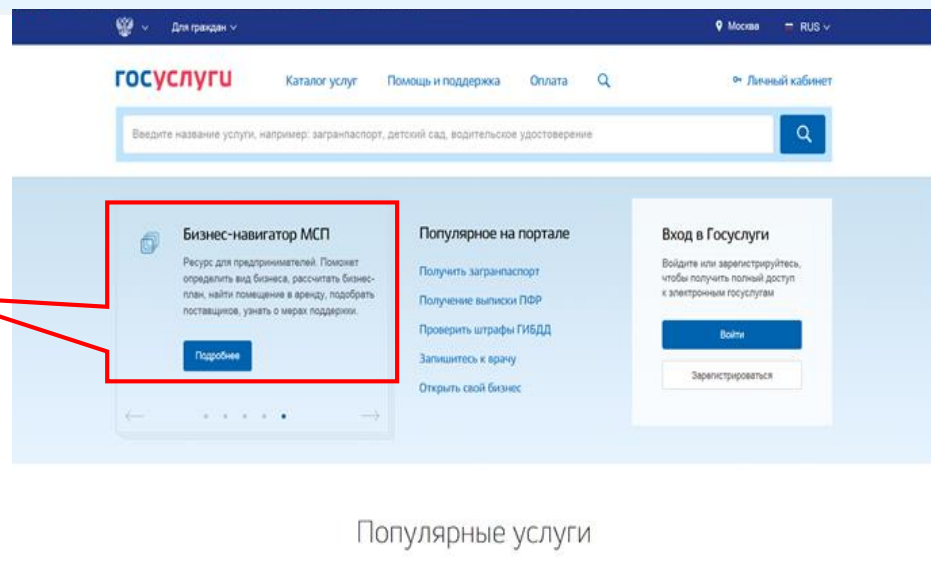 Для граждан
Москва RUS
госуслуги
Каталог услуг Помощь и поддержка Оплата Личный кабинет
Введите название услуги, например: загранпаспорт, детский сад, водительское удостоверение
Бизнес-навигатор МСП
Ресурс для предпринимателей. Поможет
определить вид бизнеса, рассчитать бизнес-
план, найти помещение в аренду, подобрать
поставщиков, узнать о мерах поддержки.
Подробнее
Популярное на портале
Получить загранпаспорт
Получение выписки ПФР
Проверить штрафы ГИБДД
Запишитесь к врачу
Открыть свой бизнес
Вход в Госуслуги
Войдите или зарегистрируйтесь,
чтобы получить полный доступ
к электронным госуслугам
Войти
Зарегистрироваться
Популярные услуги